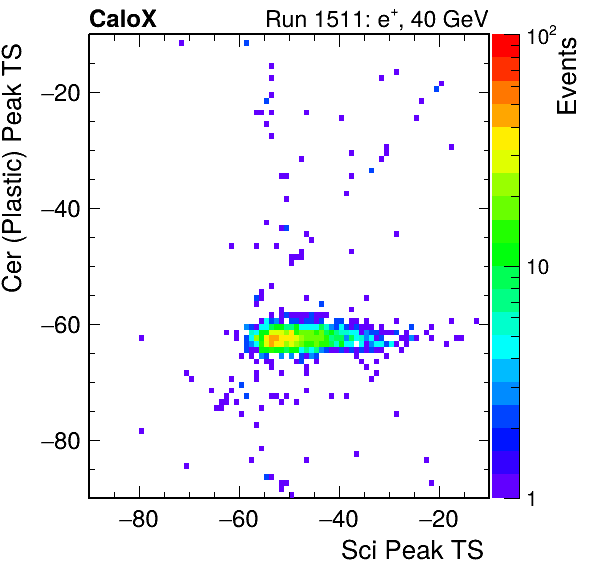 CaloX Run 1511: e+, 40 GeV
Cer (Plastic) Peak TS
−20
−40
−60
−80
−80 −60 −40 −20
Sci Peak TS
10²
10
1
Events